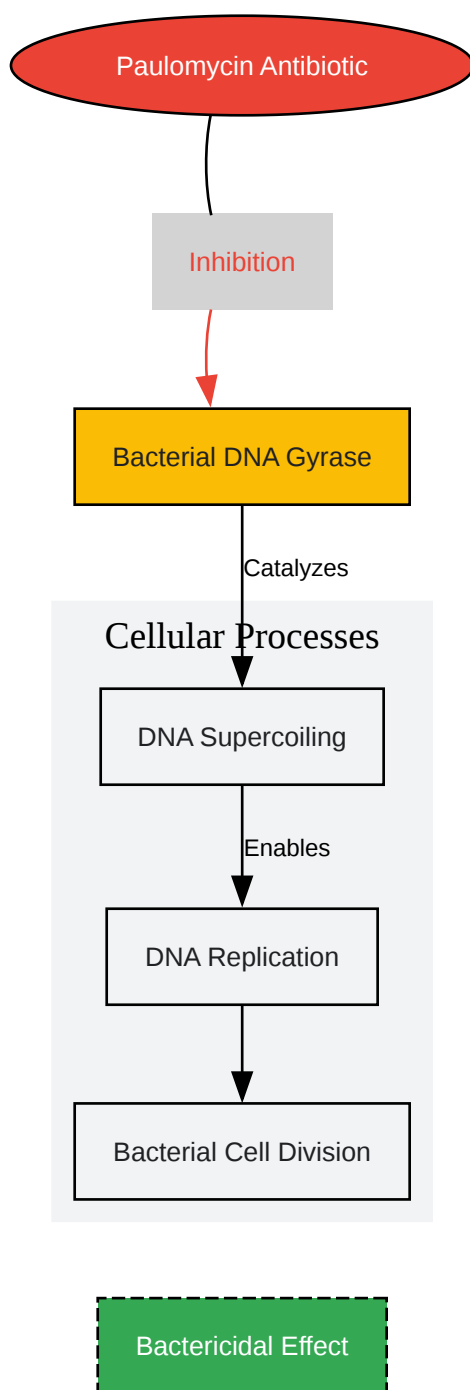 Paulomycin Antibiotic
Inhibition
Bacterial DNA Gyrase
Catalyzes
Cellular Processes
DNA Supercoiling
Enables
DNA Replication
Bacterial Cell Division
Bactericidal Effect